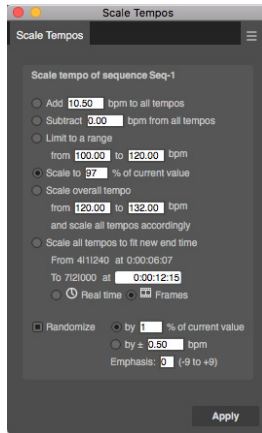 Scale Tempos
Scale Tempos
Scale tempo of sequence Seq-1
Add 10.50 bpm to all tempos
Subtract 0.00 bpm from all tempos
Limit to a range
from 100.00 to 120.00 bpm
Scale to 97 % of current value
Scale overall tempo
from 120.00 to 132.00 bpm
and scale all tempos accordingly
Scale all tempos to fit new end time
From 4|1|240 at 0:00:06:07
To 7|2|000 at 0:00:12:15
Real time Frames
Randomize by 1 % of current value
by ± 0.50 bpm
Emphasis: 0 (-9 to +9)
Apply